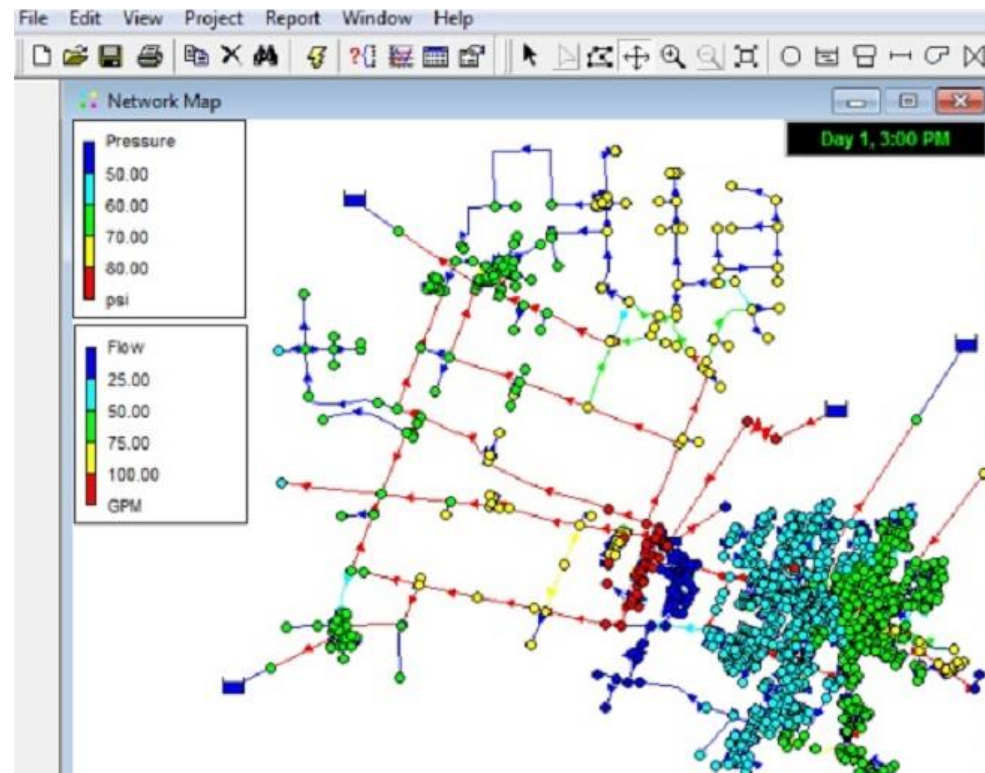 File Edit View Project Report Window Help
Network Map
Day 1, 3:00 PM
Pressure
50.00
60.00
70.00
80.00
psi
Flow
25.00
50.00
75.00
100.00
GPM